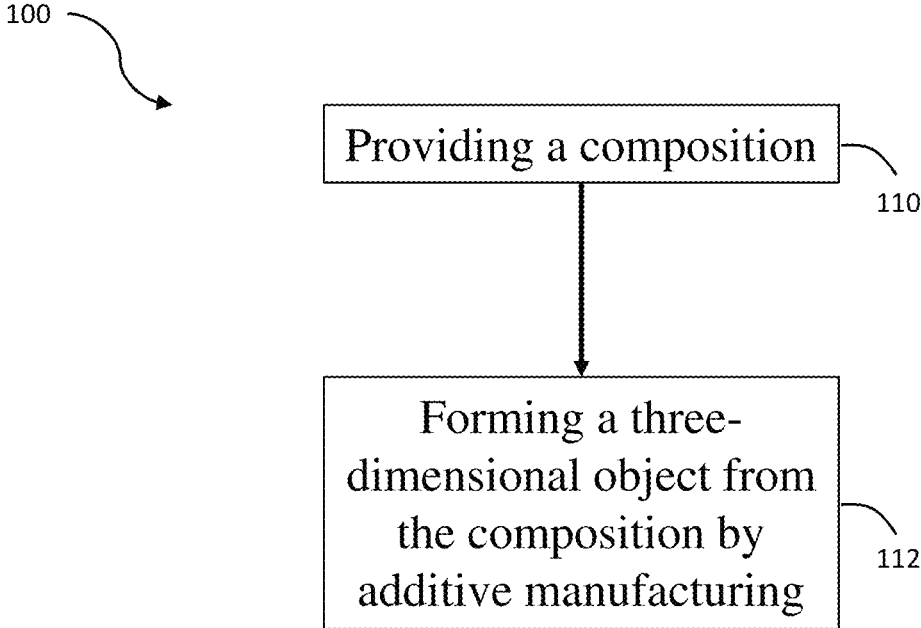 100
Providing a composition
110
Forming a three-
dimensional object from
the composition by
additive manufacturing
112